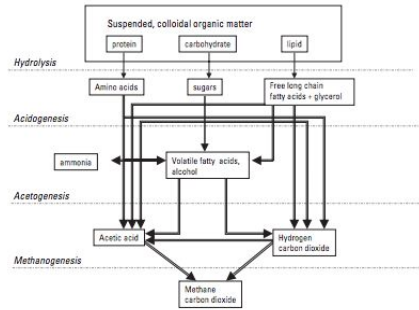 Suspended, colloidal organic matter
protein
carbohydrate
lipid
Hydrolysis
Amino acids
sugars
Free long chain
fatty acids + glycerol
Acidogenesis
ammonia
Volatile fatty acids,
alcohol
Acetogenesis
Acetic acid
Hydrogen
carbon dioxide
Methanogenesis
Methane
carbon dioxide